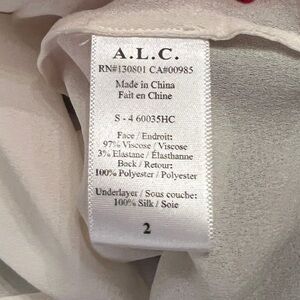 A.L.C.
RN#130801 CA#00985
Made in China
Fait en Chine
S - 4 60035HC
Face / Endroit:
97% Viscose / Viscose
3% Elastane / Élasthanne
Back / Retour:
100% Polyester / Polyester
Underlayer / Sous couche:
100% Silk / Soie
2